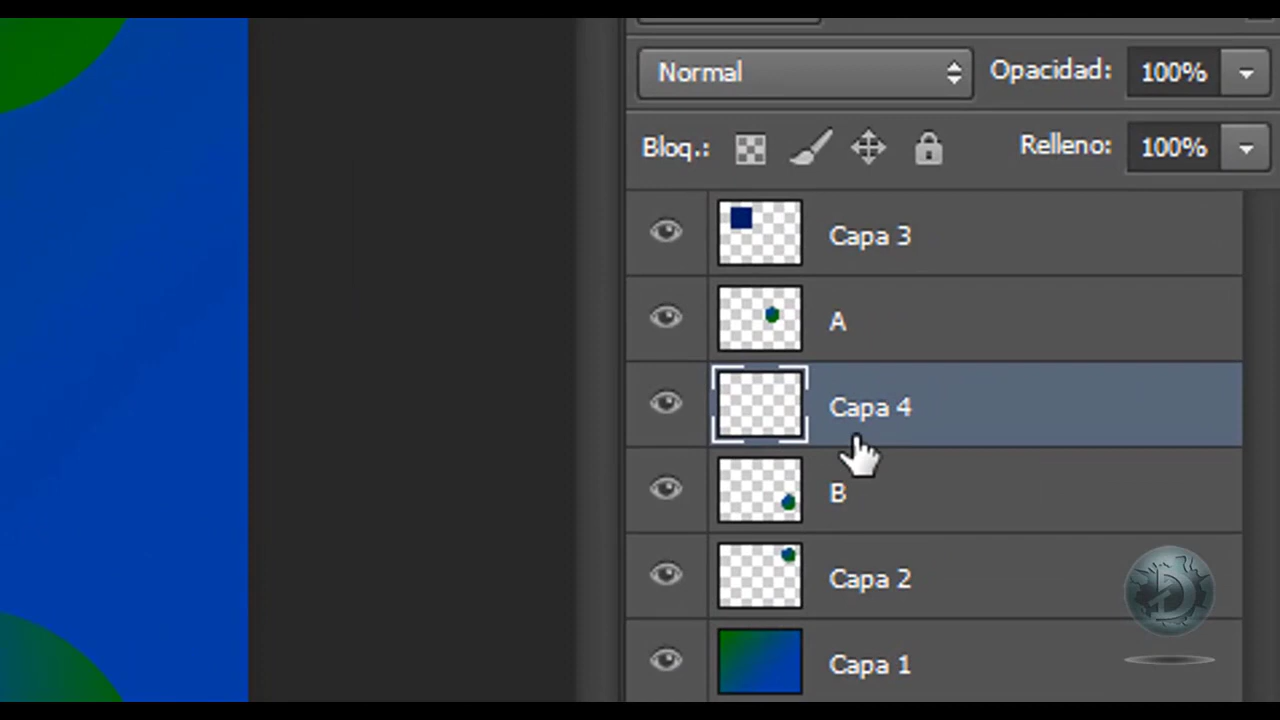 Normal Opacidad: 100%
Bloq.: Relleno: 100%
Capa 3
A
Capa 4
B
Capa 2
Capa 1